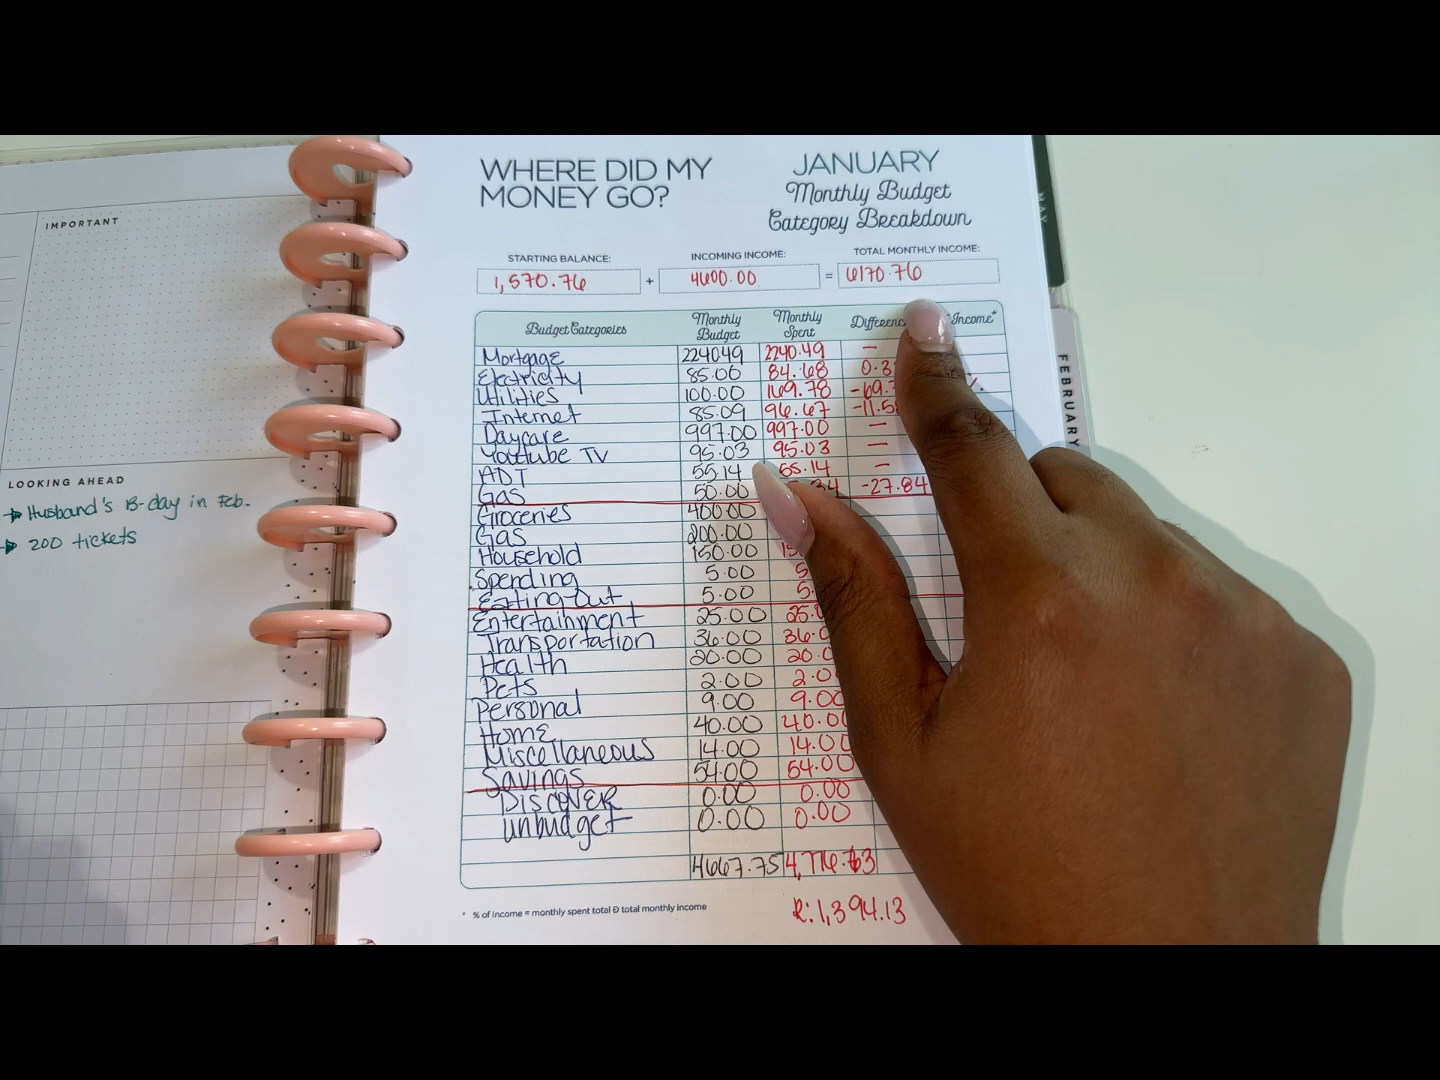 IMPORTANT
LOOKING AHEAD
→ Husband's B-day in Feb.
→ 200 tickets
WHERE DID MY
MONEY GO?
JANUARY
Monthly Budget
Category Breakdown
STARTING BALANCE: INCOMING INCOME: TOTAL MONTHLY INCOME:
1,570.76 + 4600.00 = 6170.76
Budget Categories Monthly Budget Monthly Spent Income*
Mortgage 2240.49 2240.49 —
Electricity 85.00 84.68
Utilities 100.00 169.78
Internet 85.09 96.67
Daycare 997.00 997.00 —
Youtube TV 95.03 95.03 —
ADT 55.14 55.14 —
Gas 50.00 -27.84
Groceries 400.00
Gas 200.00
Household 150.00
Spending 5.00
Eating Out 5.00
Entertainment 25.00
Transportation 36.00
Health 20.00
Pets 2.00
Personal 9.00 9.00
Home 40.00 40.00
Miscellaneous 14.00 14.00
Savings 54.00 54.00
DISCOVER 0.00 0.00
unbudget 0.00 0.00
4667.75
* % of Income = monthly spent total Ð total monthly income
R: 1,394.13
MAY
FEBRUARY